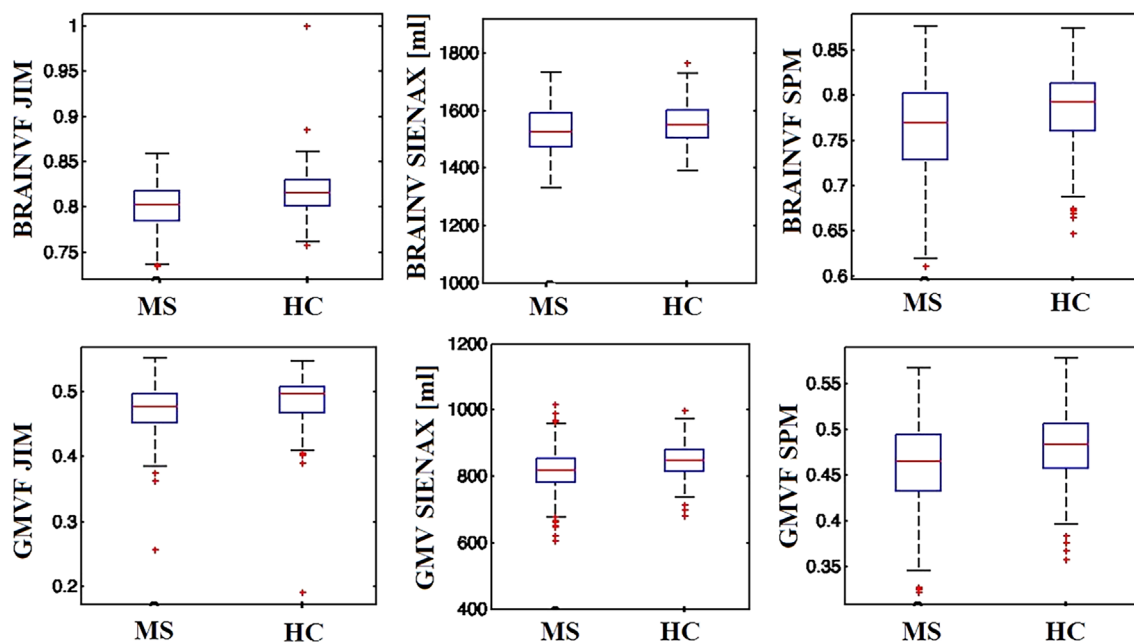 BRAINVF JIM
1
0.95
0.9
0.85
0.8
0.75
MS HC
BRAINV SIENAX [ml]
1800
1600
1400
1200
1000
MS HC
BRAINVF SPM
0.85
0.8
0.75
0.7
0.65
0.6
MS HC
GMVF JIM
0.5
0.4
0.3
0.2
MS HC
GMV SIENAX [ml]
1200
1000
800
600
400
MS HC
GMVF SPM
0.55
0.5
0.45
0.4
0.35
MS HC